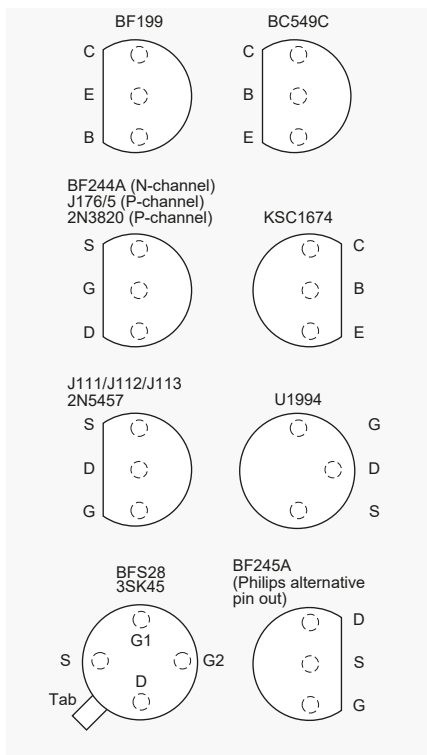 BF199
C
E
B
BC549C
C
B
E
BF244A (N-channel)
J176/5 (P-channel)
2N3820 (P-channel)
S
G
D
KSC1674
C
B
E
J111/J112/J113
2N5457
S
D
G
U1994
G
D
S
BFS28
3SK45
G1
S
G2
D
Tab
BF245A
(Philips alternative
pin out)
D
S
G